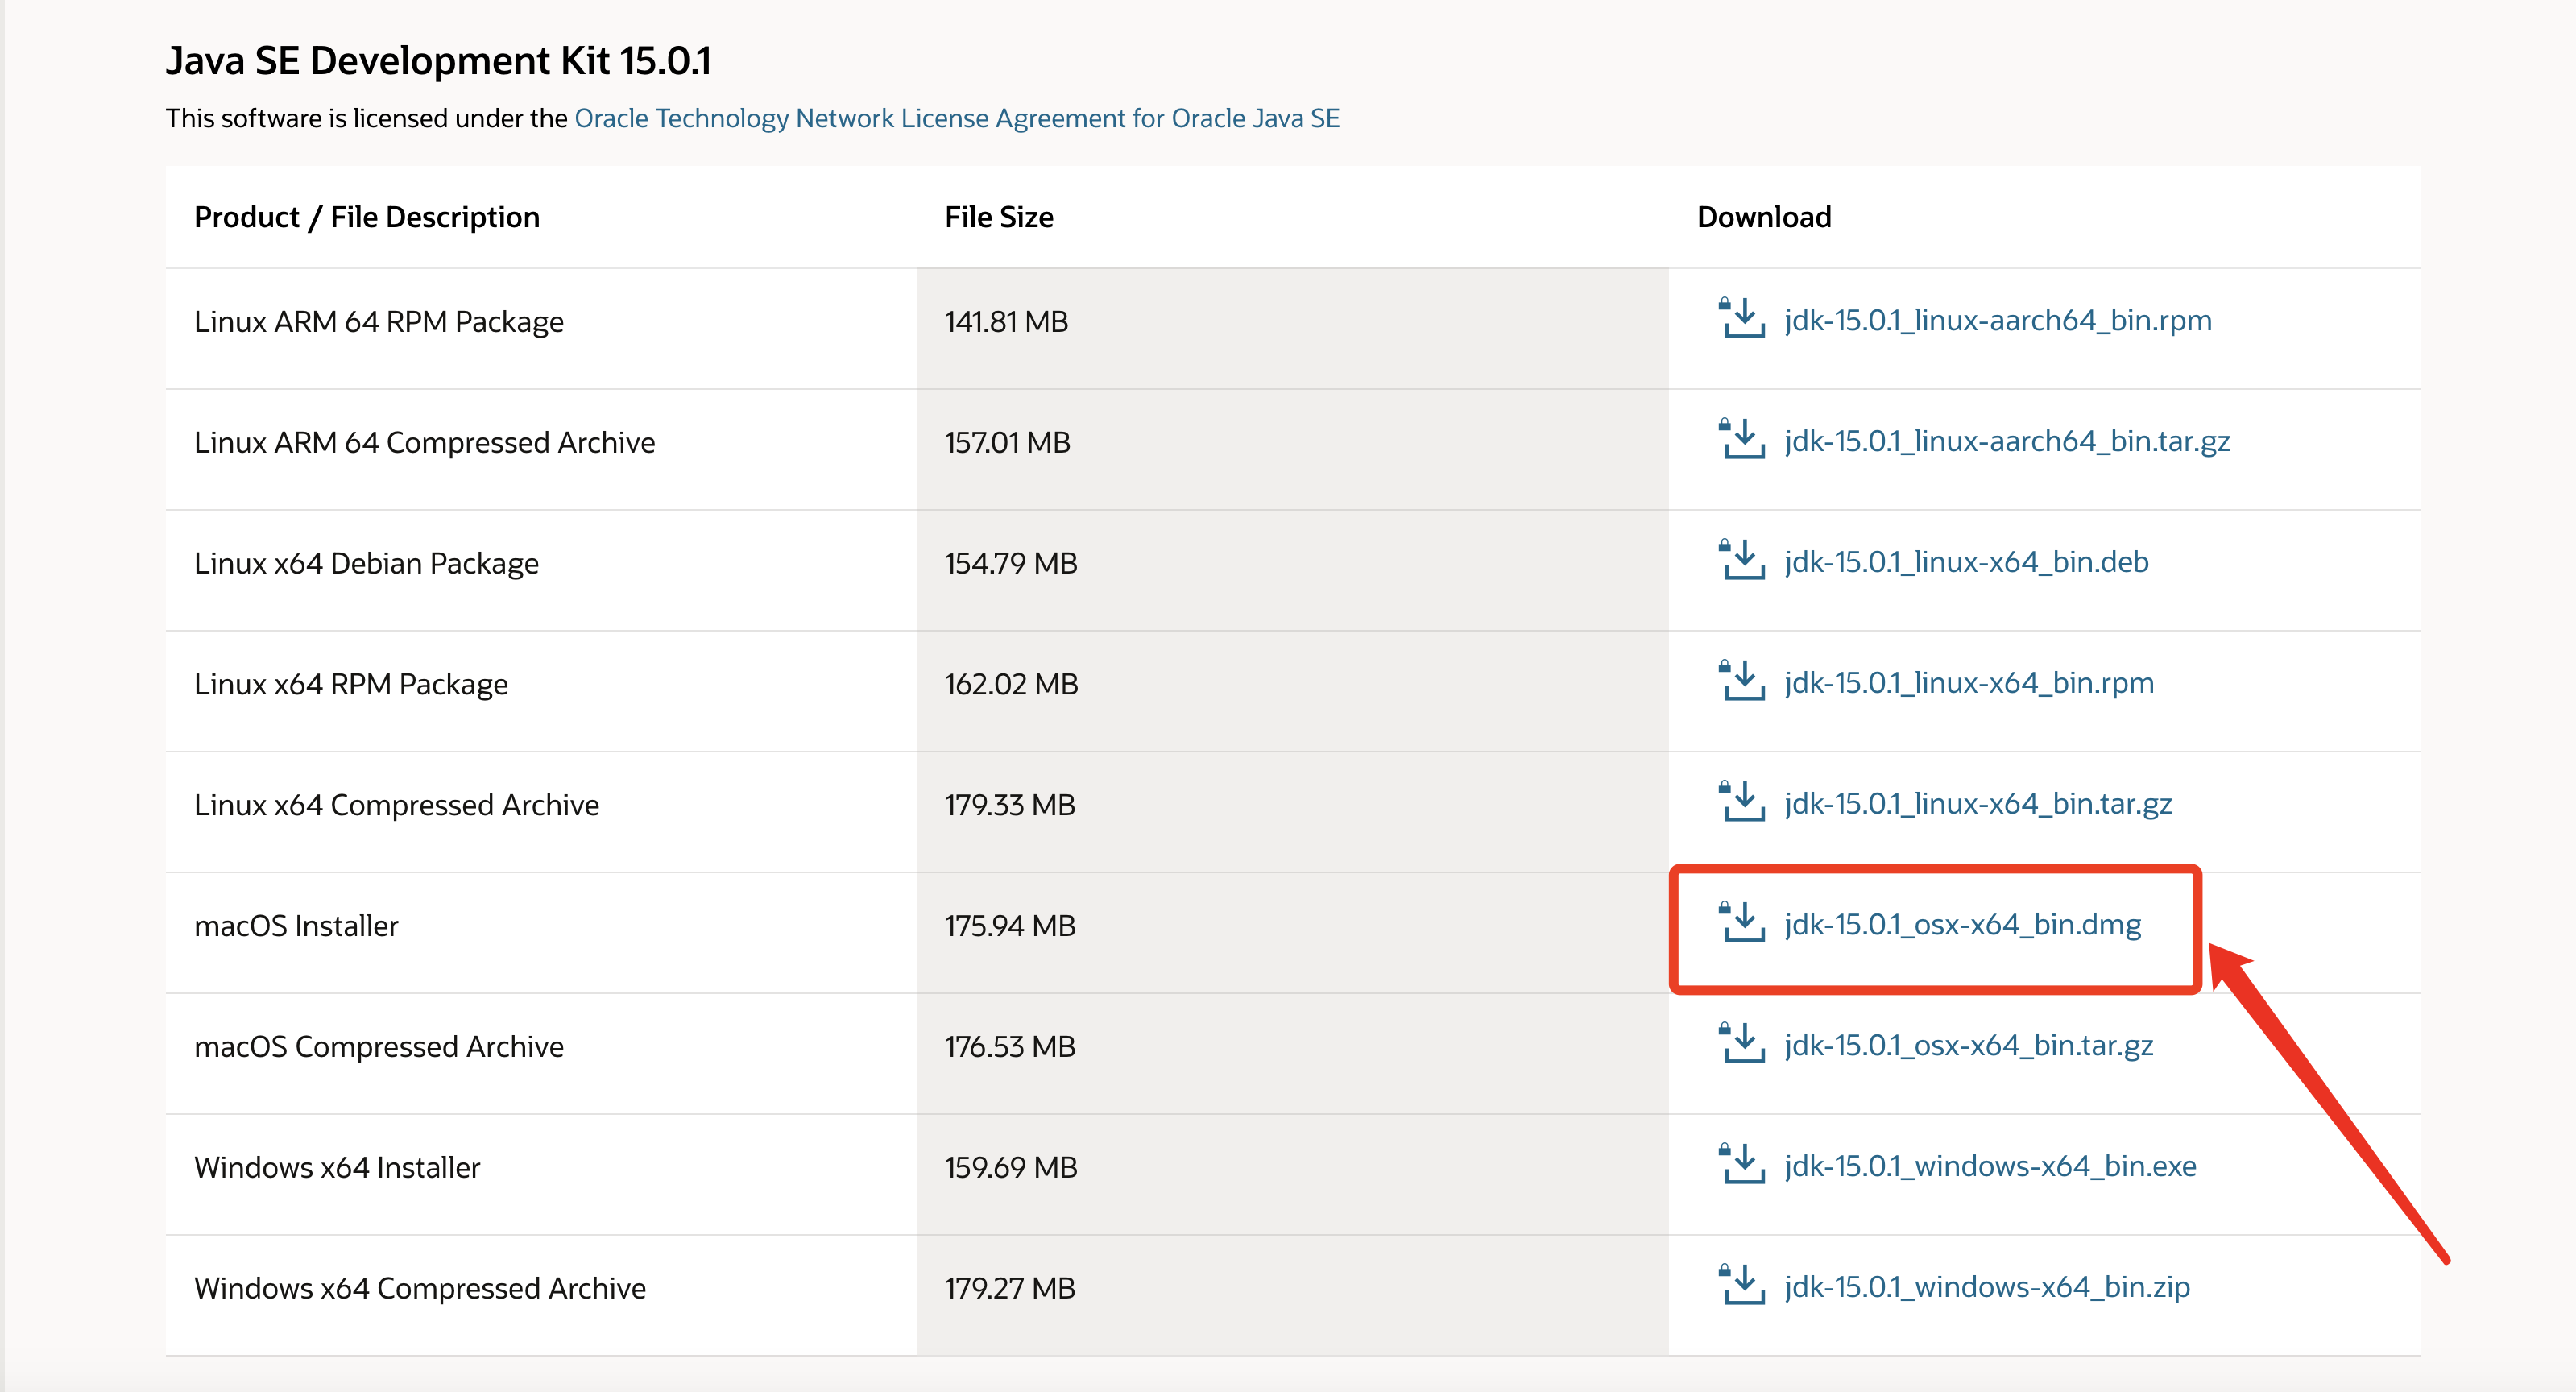 Java SE Development Kit 15.0.1
This software is licensed under the Oracle Technology Network License Agreement for Oracle Java SE
Product / File Description File Size Download
Linux ARM 64 RPM Package 141.81 MB jdk-15.0.1_linux-aarch64_bin.rpm
Linux ARM 64 Compressed Archive 157.01 MB jdk-15.0.1_linux-aarch64_bin.tar.gz
Linux x64 Debian Package 154.79 MB jdk-15.0.1_linux-x64_bin.deb
Linux x64 RPM Package 162.02 MB jdk-15.0.1_linux-x64_bin.rpm
Linux x64 Compressed Archive 179.33 MB jdk-15.0.1_linux-x64_bin.tar.gz
macOS Installer 175.94 MB jdk-15.0.1_osx-x64_bin.dmg
macOS Compressed Archive 176.53 MB jdk-15.0.1_osx-x64_bin.tar.gz
Windows x64 Installer 159.69 MB jdk-15.0.1_windows-x64_bin.exe
Windows x64 Compressed Archive 179.27 MB jdk-15.0.1_windows-x64_bin.zip